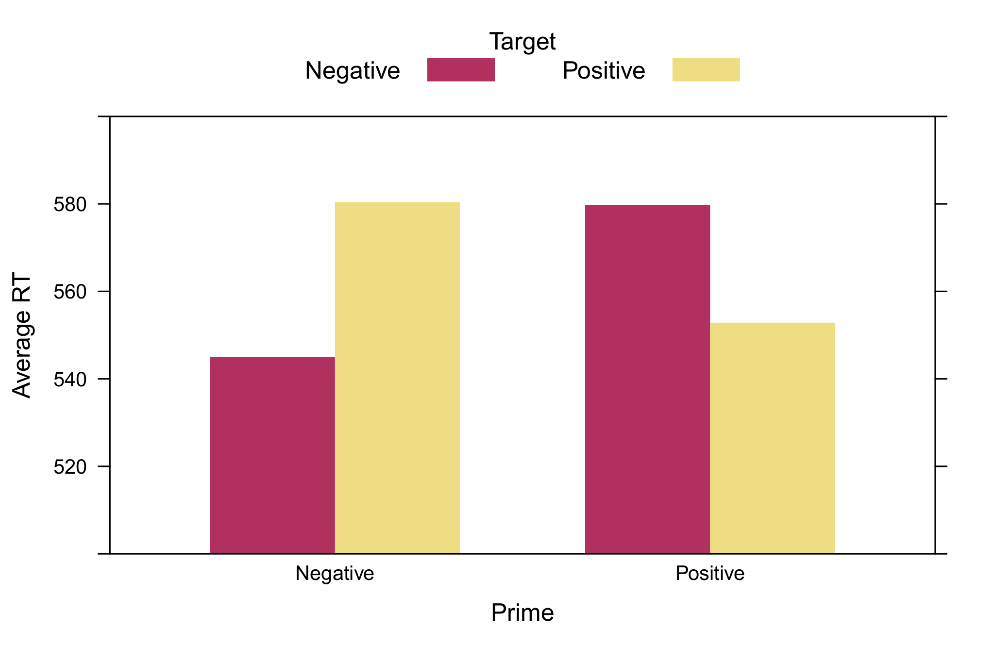 Target
Negative Positive
580
560
540
520
Average RT
Negative Positive
Prime